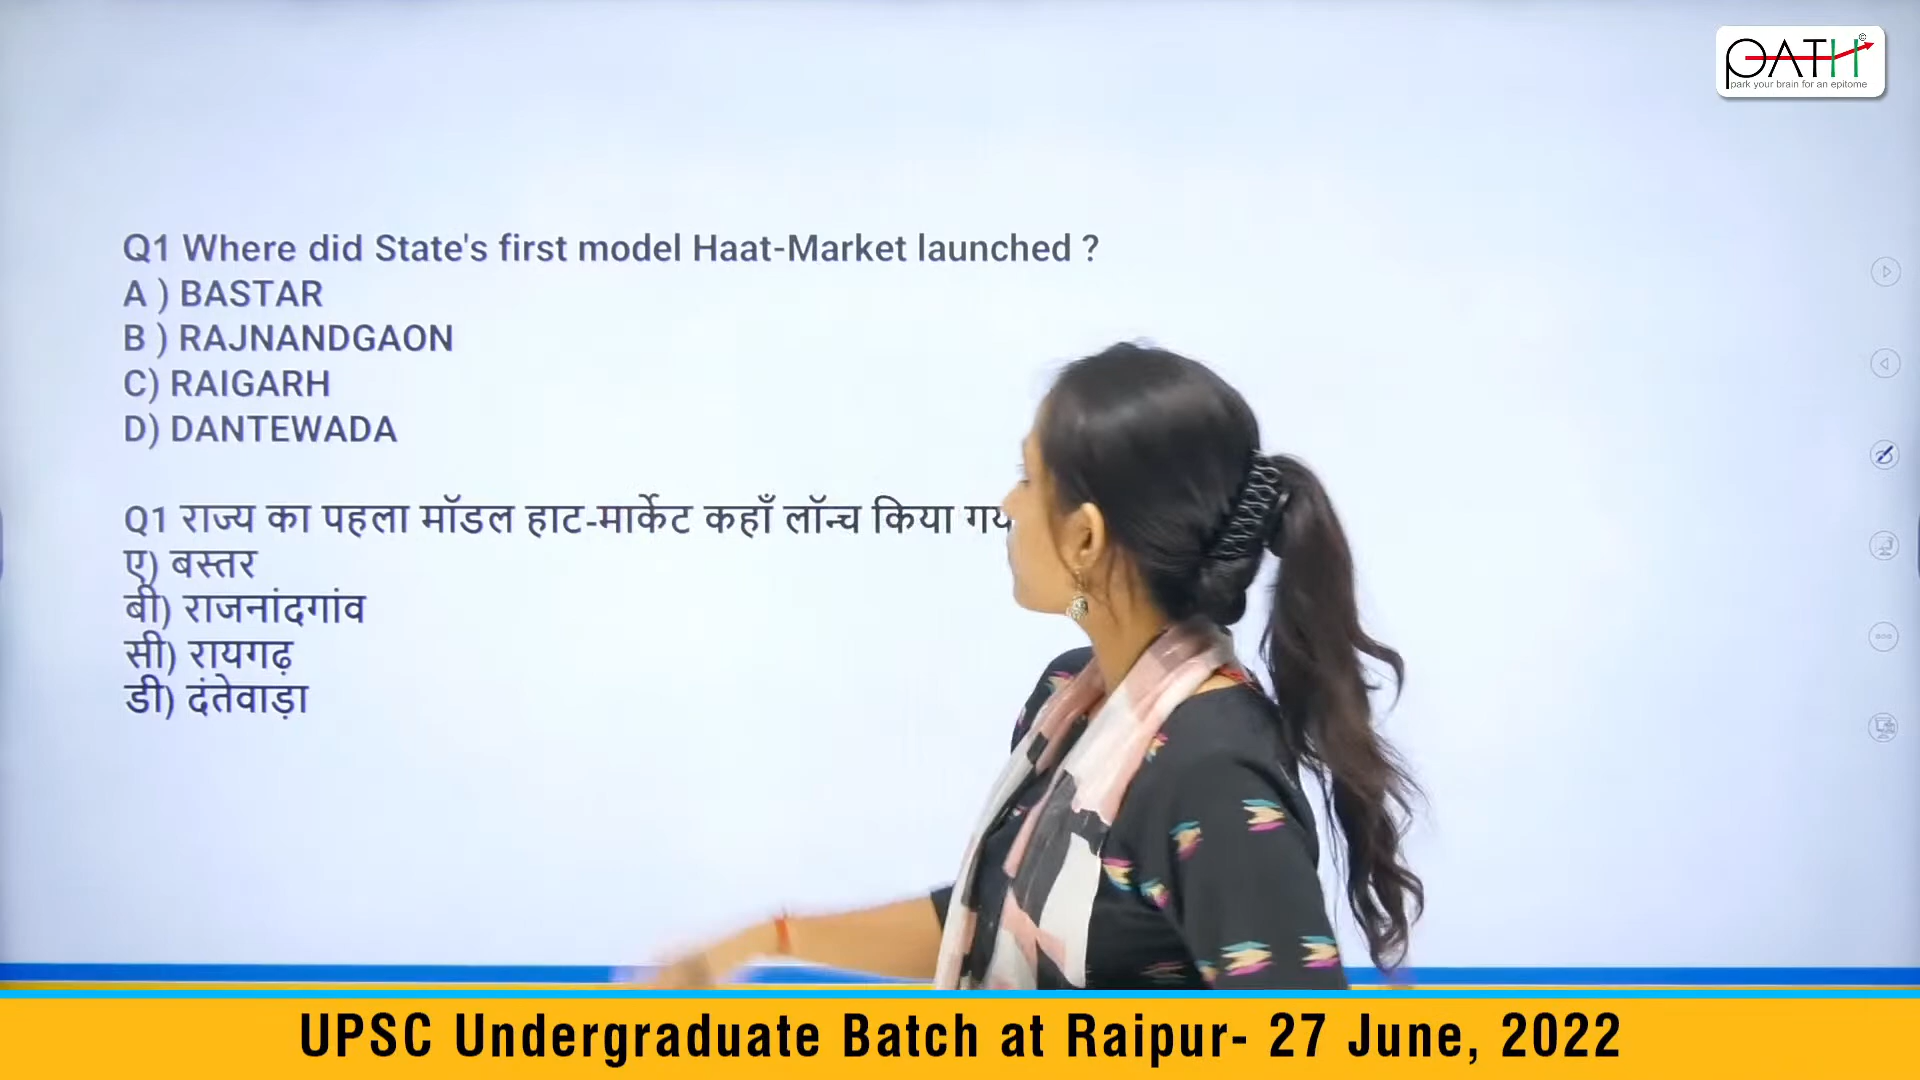 PATH©
park your brain for an epitome
Q1 Where did State's first model Haat-Market launched ?
A ) BASTAR
B ) RAJNANDGAON
C) RAIGARH
D) DANTEWADA
Q1 राज्य का पहला मॉडल हाट-मार्केट कहाँ लॉन्च किया
ए) बस्तर
बी) राजनांदगांव
सी) रायगढ़
डी) दंतेवाड़ा
UPSC Undergraduate Batch at Raipur- 27 June, 2022